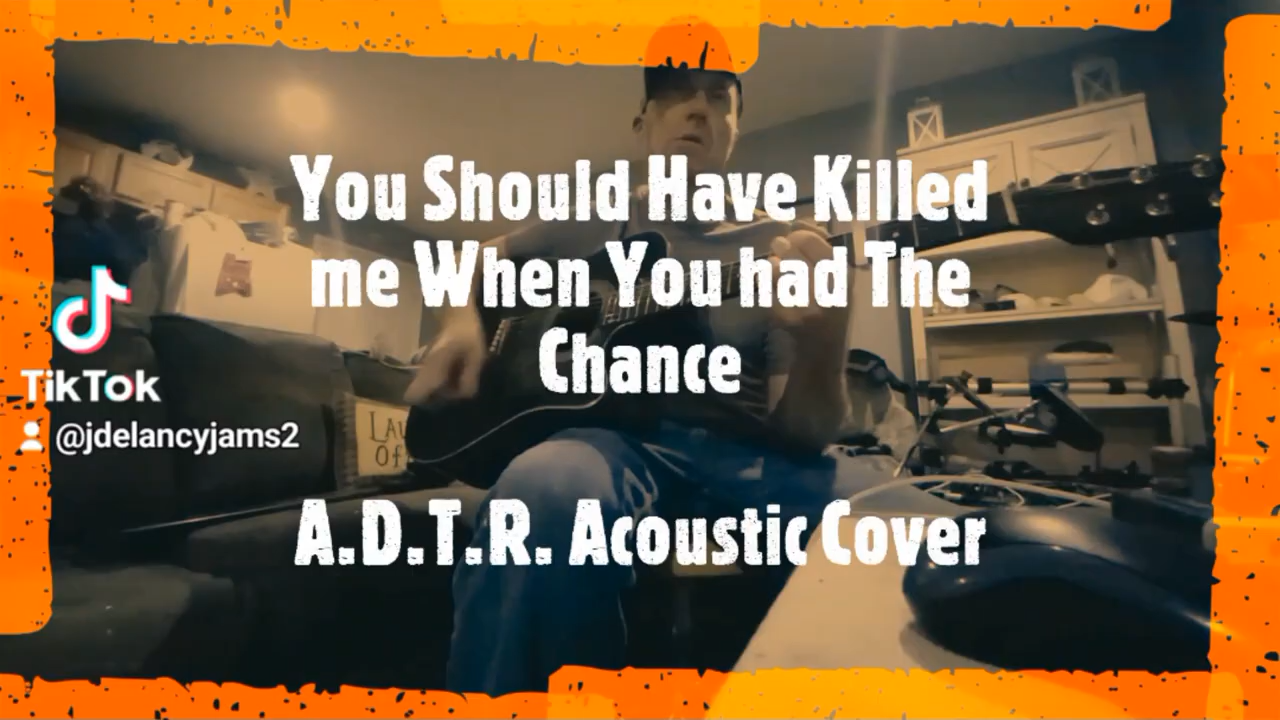 You Should Have Killed
me When You had The
Chance
TikTok
@jdelancyjams2
A.D.T.R. Acoustic Cover